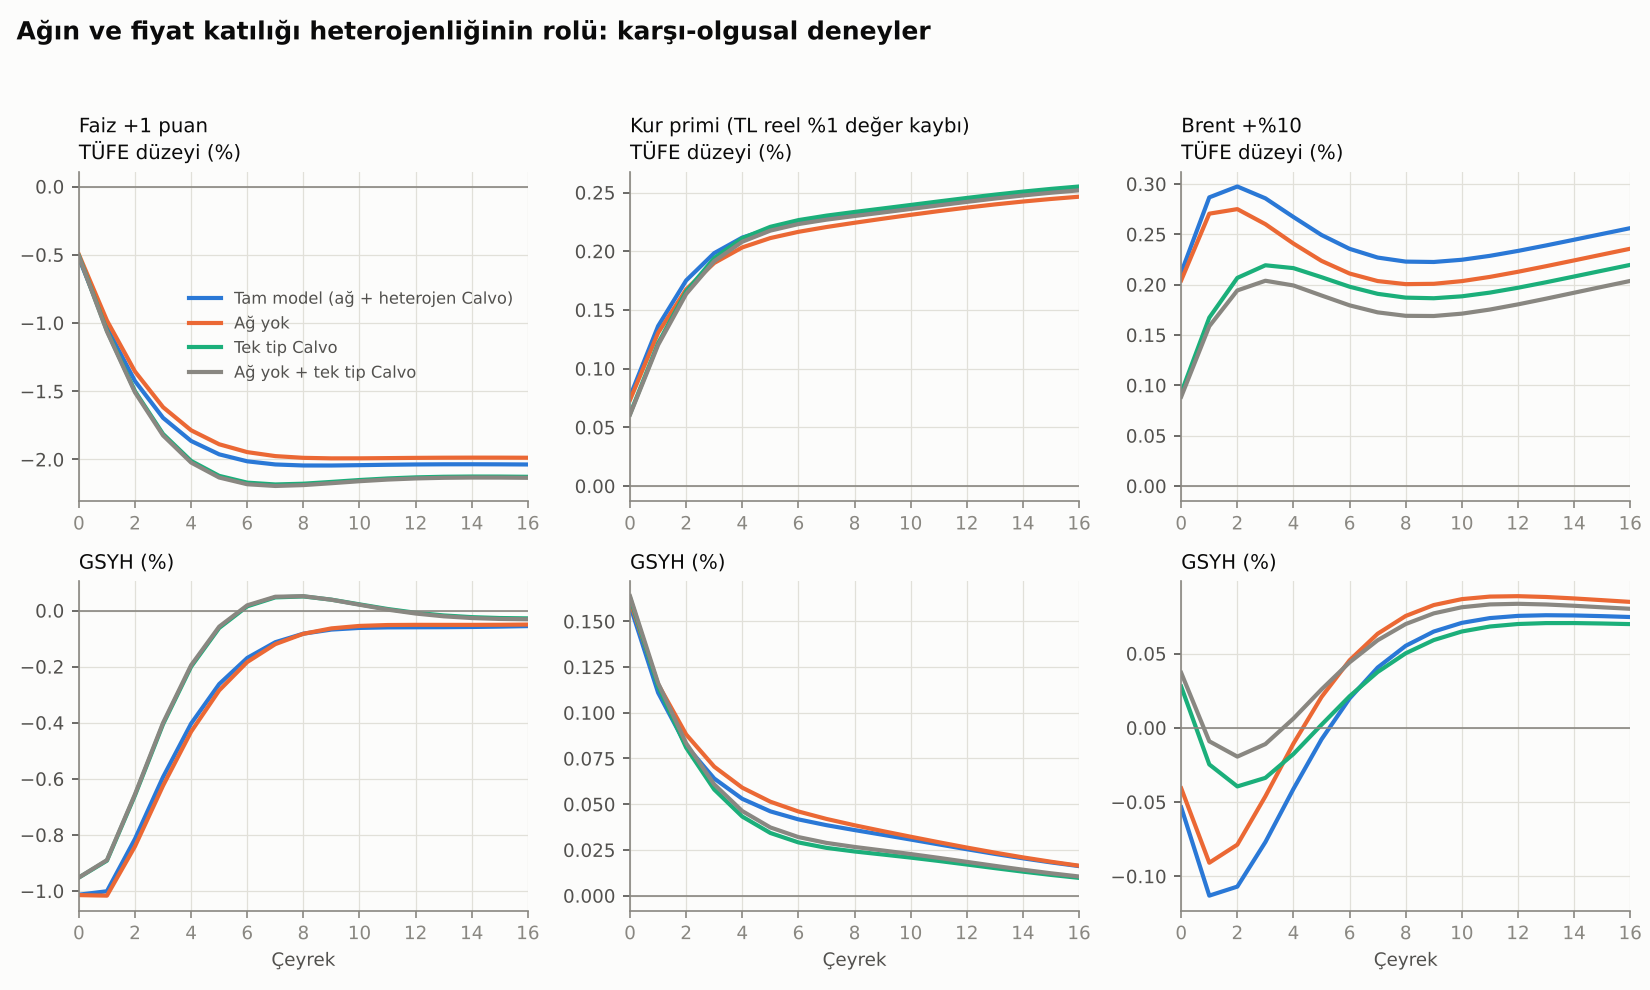 Ağın ve fiyat katılığı heterojenliğinin rolü: karşı-olgusal deneyler
Faiz +1 puan
TÜFE düzeyi (%)
0.0
−0.5
−1.0
−1.5
−2.0
Tam model (ağ + heterojen Calvo)
Ağ yok
Tek tip Calvo
Ağ yok + tek tip Calvo
0 2 4 6 8 10 12 14 16
Kur primi (TL reel %1 değer kaybı)
TÜFE düzeyi (%)
0.25
0.20
0.15
0.10
0.05
0.00
0 2 4 6 8 10 12 14 16
Brent +%10
TÜFE düzeyi (%)
0.30
0.25
0.20
0.15
0.10
0.05
0.00
0 2 4 6 8 10 12 14 16
GSYH (%)
0.0
−0.2
−0.4
−0.6
−0.8
−1.0
0 2 4 6 8 10 12 14 16
Çeyrek
GSYH (%)
0.150
0.125
0.100
0.075
0.050
0.025
0.000
0 2 4 6 8 10 12 14 16
Çeyrek
GSYH (%)
0.05
0.00
−0.05
−0.10
0 2 4 6 8 10 12 14 16
Çeyrek